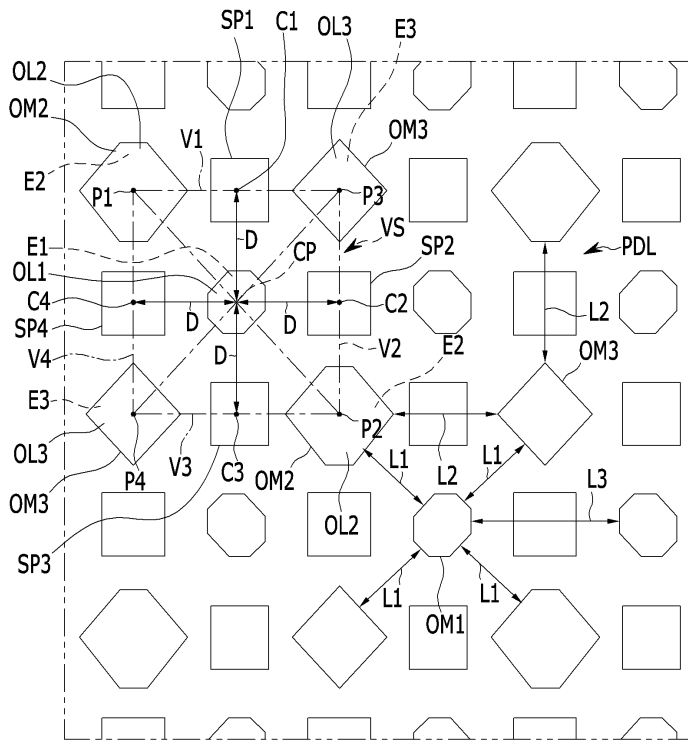 SP1 C1
OL3 E3
OL2
OM2
V1
OM3
E2
P1 P3
D VS
E1 CP SP2 PDL
OL1
C4 C2
D D L2
SP4
D V2
V4 E2 OM3
E3
P2
OL3 L2 L1
V3 L1
OM3 P4 C3 OM2 L3
OL2
SP3
L1 L1
OM1